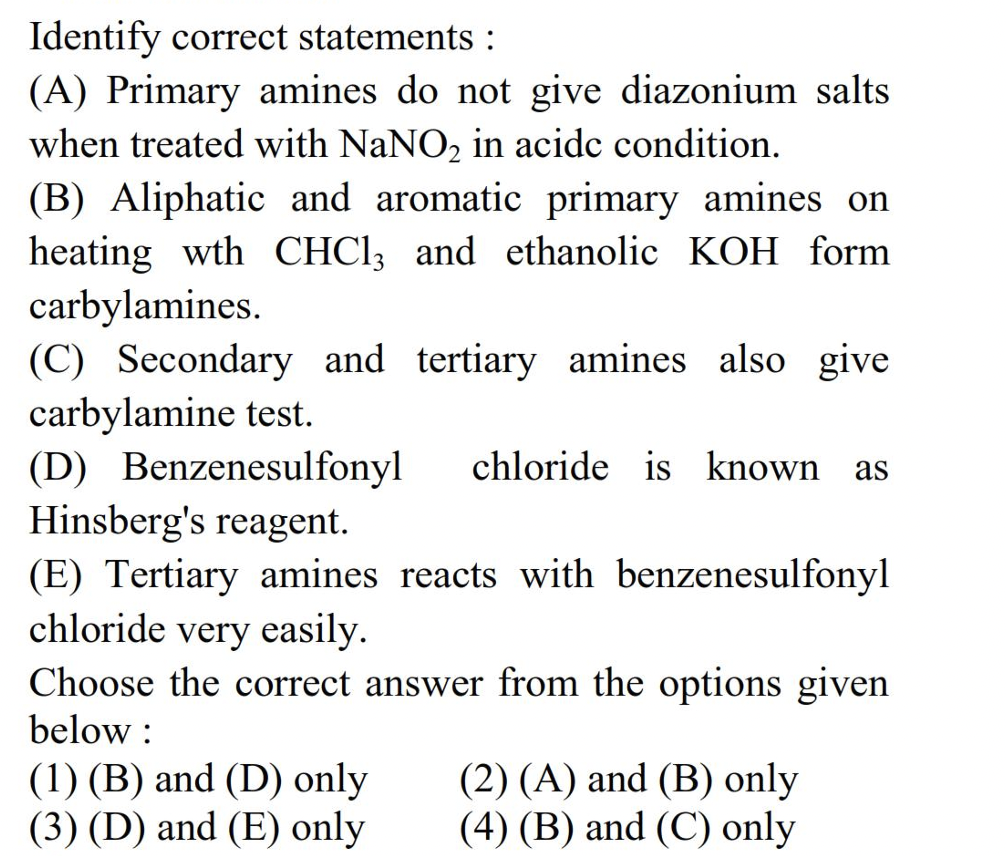 Identify correct statements :
(A) Primary amines do not give diazonium salts
when treated with NaNO₂ in acidc condition.
(B) Aliphatic and aromatic primary amines on
heating wth CHCl₃ and ethanolic KOH form
carbylamines.
(C) Secondary and tertiary amines also give
carbylamine test.
(D) Benzenesulfonyl chloride is known as
Hinsberg's reagent.
(E) Tertiary amines reacts with benzenesulfonyl
chloride very easily.
Choose the correct answer from the options given
below :
(1) (B) and (D) only (2) (A) and (B) only
(3) (D) and (E) only (4) (B) and (C) only